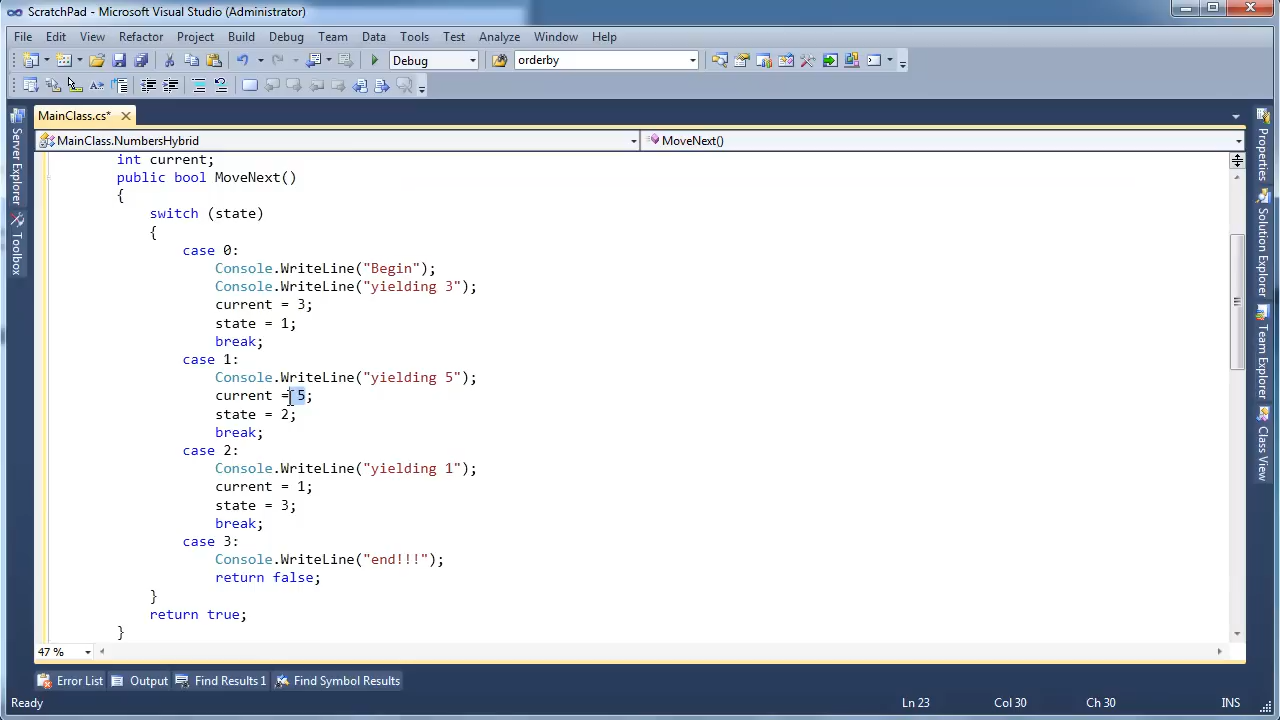 ScratchPad - Microsoft Visual Studio (Administrator)
File Edit View Refactor Project Build Debug Team Data Tools Test Analyze Window Help
Debug orderby
MainClass.cs*
MainClass.NumbersHybrid MoveNext()
int current;
public bool MoveNext()
{
switch (state)
{
case 0:
Console.WriteLine("Begin");
Console.WriteLine("yielding 3");
current = 3;
state = 1;
break;
case 1:
Console.WriteLine("yielding 5");
current = 5;
state = 2;
break;
case 2:
Console.WriteLine("yielding 1");
current = 1;
state = 3;
break;
case 3:
Console.WriteLine("end!!!");
return false;
}
return true;
}
47 %
Error List Output Find Results 1 Find Symbol Results
Ready Ln 23 Col 30 Ch 30 INS
Server Explorer
Toolbox
Properties
Solution Explorer
Team Explorer
Class View